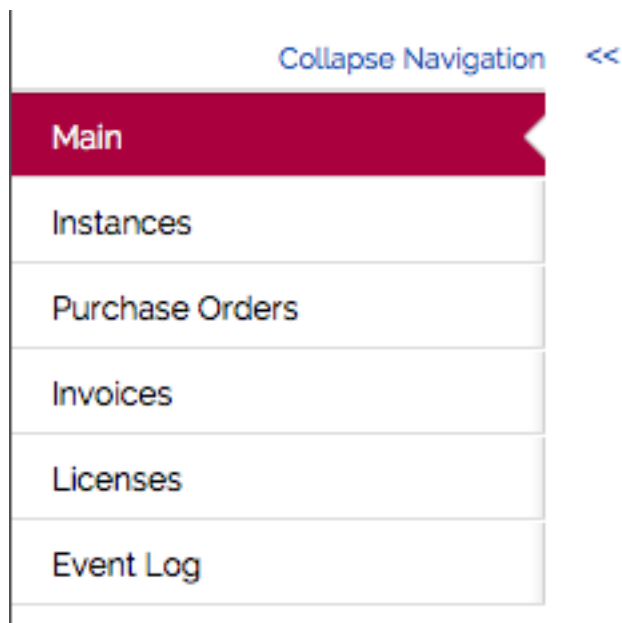 Collapse Navigation <<
Main
Instances
Purchase Orders
Invoices
Licenses
Event Log